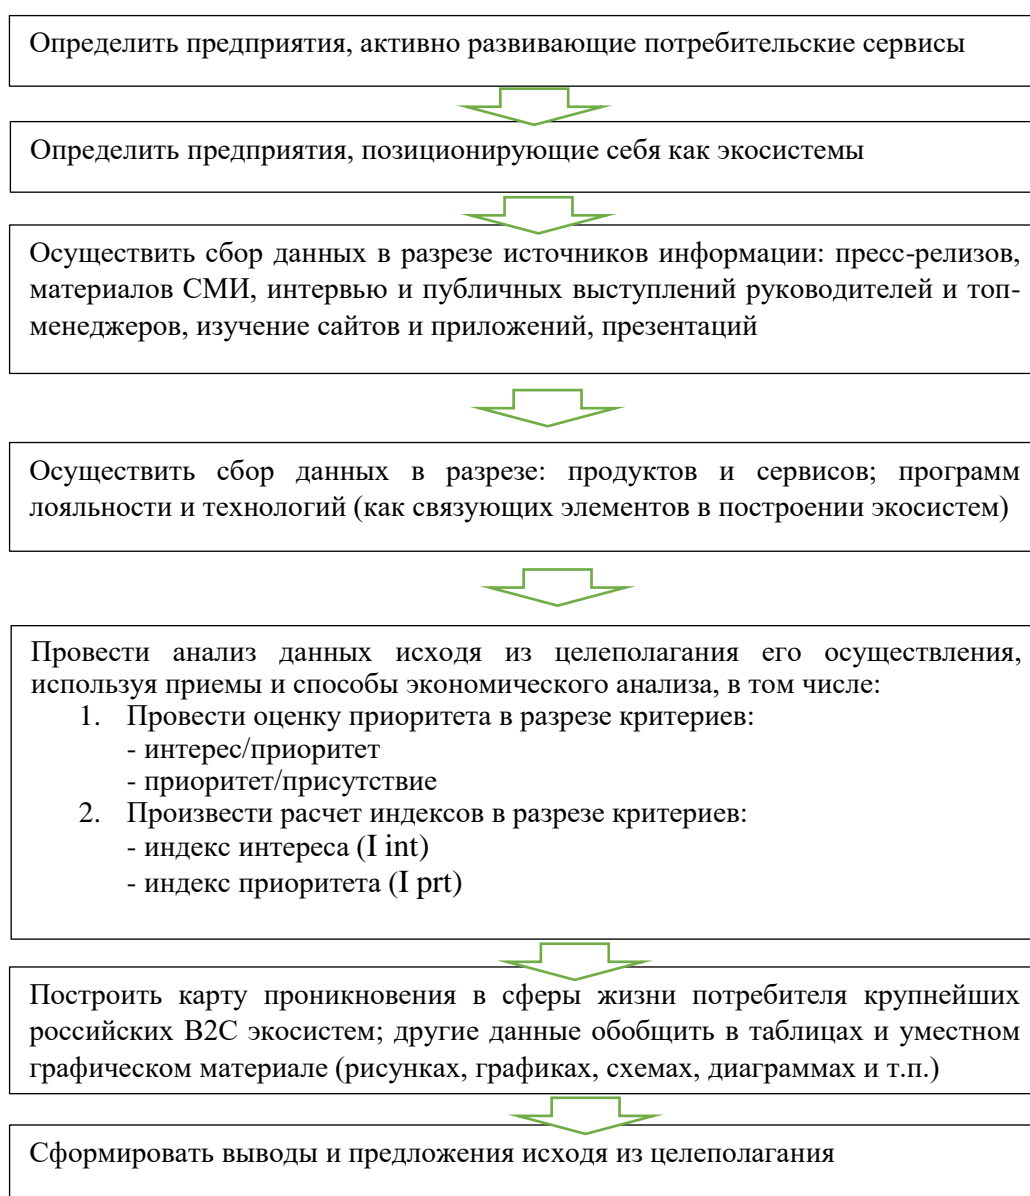 Определить предприятия, активно развивающие потребительские сервисы
Определить предприятия, позиционирующие себя как экосистемы
Осуществить сбор данных в разрезе источников информации: пресс-релизов,
материалов СМИ, интервью и публичных выступлений руководителей и топ-
менеджеров, изучение сайтов и приложений, презентаций
Осуществить сбор данных в разрезе: продуктов и сервисов; программ
лояльности и технологий (как связующих элементов в построении экосистем)
Провести анализ данных исходя из целеполагания его осуществления,
используя приемы и способы экономического анализа, в том числе:
1. Провести оценку приоритета в разрезе критериев:
- интерес/приоритет
- приоритет/присутствие
2. Произвести расчет индексов в разрезе критериев:
- индекс интереса (I int)
- индекс приоритета (I prt)
Построить карту проникновения в сферы жизни потребителя крупнейших
российских B2C экосистем; другие данные обобщить в таблицах и уместном
графическом материале (рисунках, графиках, схемах, диаграммах и т.п.)
Сформировать выводы и предложения исходя из целеполагания